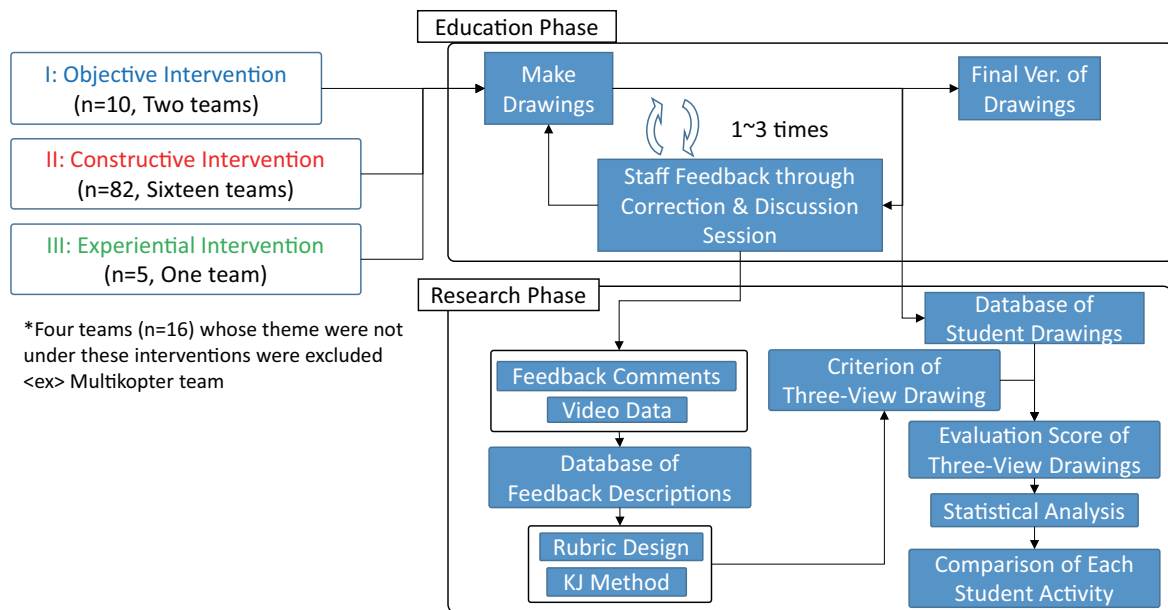 Education Phase
I: Objective Intervention
(n=10, Two teams)
II: Constructive Intervention
(n=82, Sixteen teams)
III: Experiential Intervention
(n=5, One team)
*Four teams (n=16) whose theme were not
under these interventions were excluded
<ex> Multikopter team
Make
Drawings
Final Ver. of
Drawings
1~3 times
Staff Feedback through
Correction & Discussion
Session
Research Phase
Feedback Comments
Video Data
Database of
Feedback Descriptions
Rubric Design
KJ Method
Criterion of
Three-View Drawing
Database of
Student Drawings
Evaluation Score of
Three-View Drawings
Statistical Analysis
Comparison of Each
Student Activity